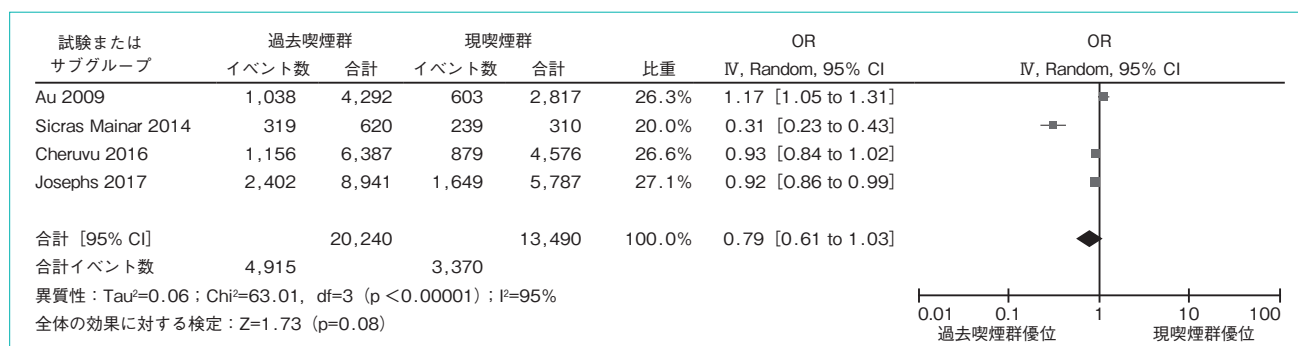 試験または
サブグループ
過去喫煙群 現喫煙群 OR OR
イベント数 合計 イベント数 合計 比重 Ⅳ, Random, 95% CI Ⅳ, Random, 95% CI
Au 2009 1,038 4,292 603 2,817 26.3% 1.17 [1.05 to 1.31]
Sicras Mainar 2014 319 620 239 310 20.0% 0.31 [0.23 to 0.43]
Cheruvu 2016 1,156 6,387 879 4,576 26.6% 0.93 [0.84 to 1.02]
Josephs 2017 2,402 8,941 1,649 5,787 27.1% 0.92 [0.86 to 0.99]
合計 [95% CI] 20,240 13,490 100.0% 0.79 [0.61 to 1.03]
合計イベント数 4,915 3,370
異質性：Tau²=0.06；Chi²=63.01, df=3（p＜0.00001）；I²=95%
全体の効果に対する検定：Z=1.73（p=0.08）
0.01 0.1 1 10 100
過去喫煙群優位 現喫煙群優位